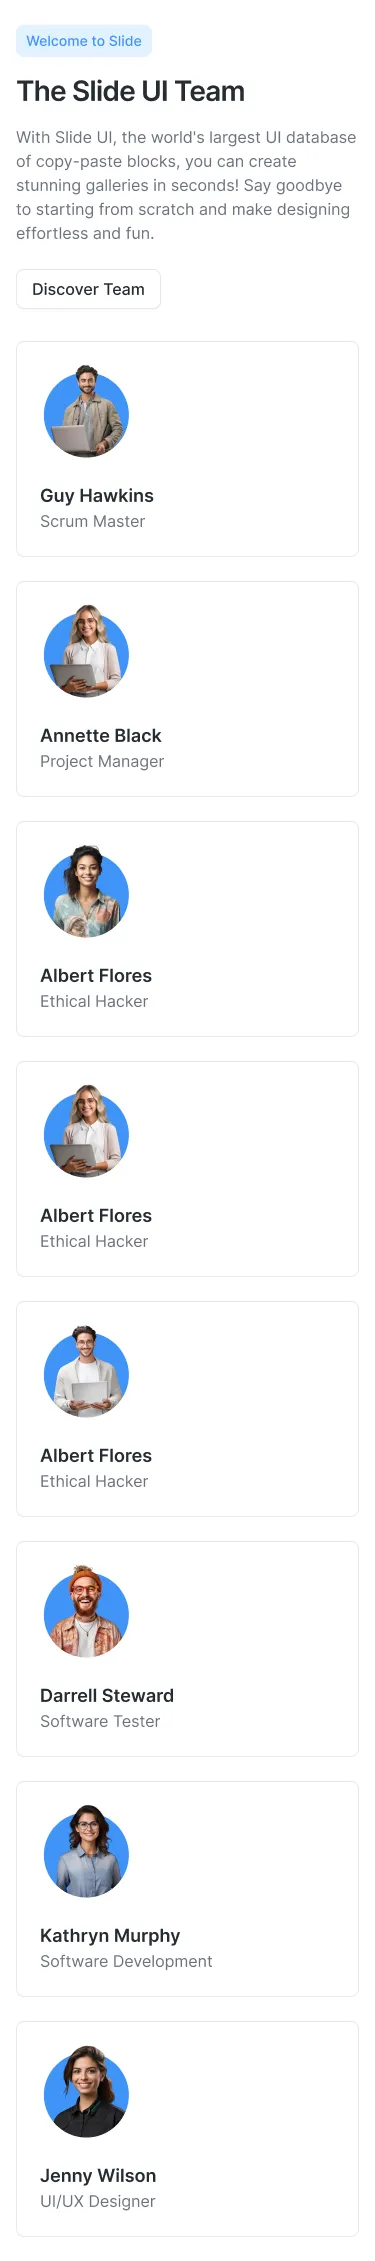 Welcome to Slide
The Slide UI Team
With Slide UI, the world's largest UI database
of copy-paste blocks, you can create
stunning galleries in seconds! Say goodbye
to starting from scratch and make designing
effortless and fun.
Discover Team
Guy Hawkins
Scrum Master
Annette Black
Project Manager
Albert Flores
Ethical Hacker
Albert Flores
Ethical Hacker
Albert Flores
Ethical Hacker
Darrell Steward
Software Tester
Kathryn Murphy
Software Development
Jenny Wilson
UI/UX Designer